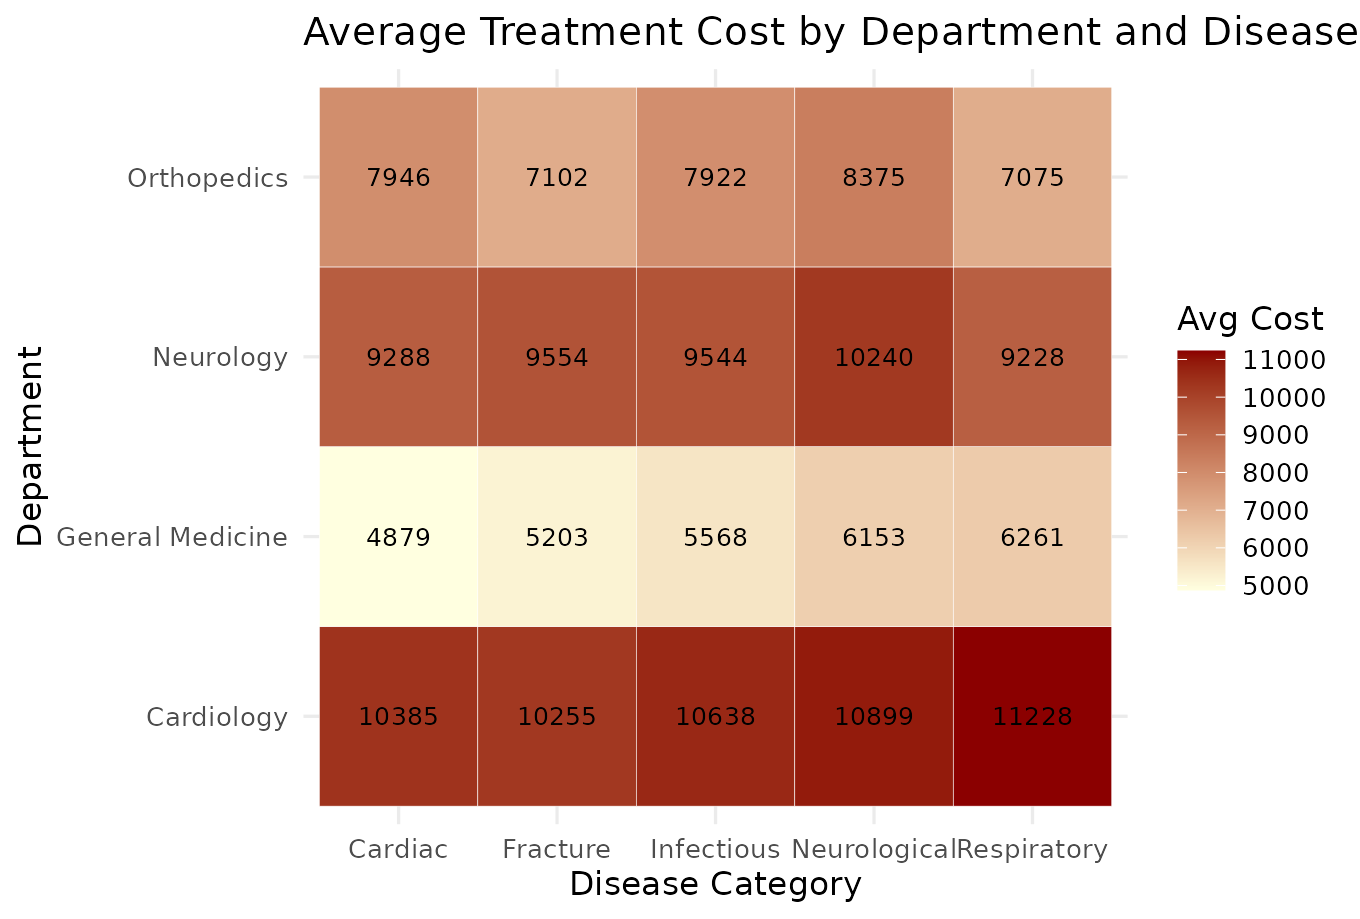 Average Treatment Cost by Department and Disease
Orthopedics 7946 7102 7922 8375 7075
Neurology 9288 9554 9544 10240 9228
General Medicine 4879 5203 5568 6153 6261
Cardiology 10385 10255 10638 10899 11228
Cardiac Fracture Infectious Neurological Respiratory
Disease Category
Department
Avg Cost
11000
10000
9000
8000
7000
6000
5000